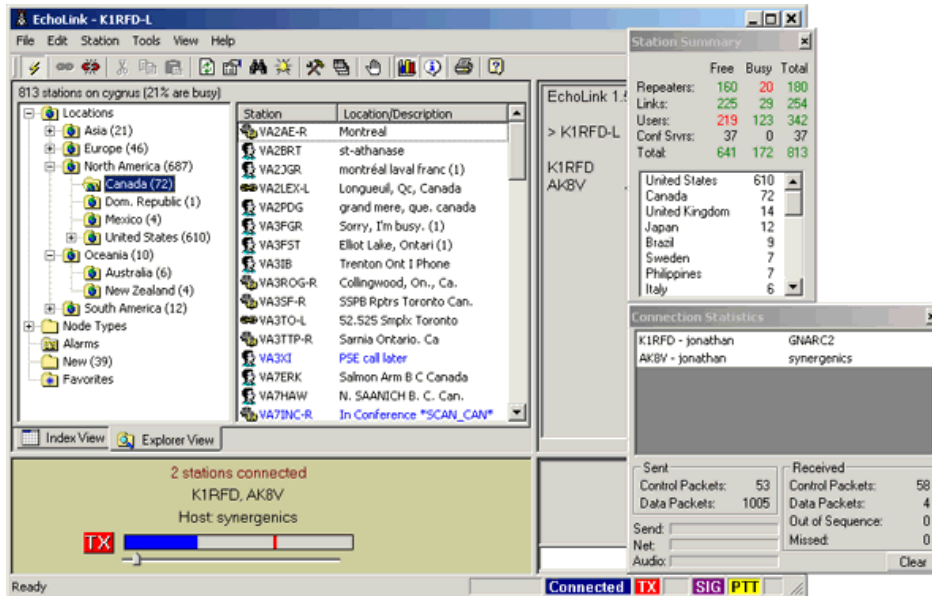 EchoLink - K1RFD-L
File Edit Station Tools View Help
813 stations on cygnus (21% are busy)
Locations
Asia (21)
Europe (46)
North America (687)
Canada (72)
Dom. Republic (1)
Mexico (4)
United States (610)
Oceania (10)
Australia (6)
New Zealand (4)
South America (12)
Node Types
Alarms
New (39)
Favorites
Station Location/Description
VA2AE-R Montreal
VA2BRT st-athanase
VA2JGR montréal laval franc (1)
VA2LEX-L Longueuil, Qc, Canada
VA2PDG grand mere, que. canada
VA3FGR Sorry, I'm busy. (1)
VA3FST Elliot Lake, Ontari (1)
VA3IB Trenton Ont I Phone
VA3ROG-R Collingwood, On., Ca.
VA3SF-R SSPB Rptrs Toronto Can.
VA3TO-L 52.525 Smplx Toronto
VA3TTP-R Sarnia Ontario. Ca
VA3XI PSE call later
VA7ERK Salmon Arm B C Canada
VA7HAW N. SAANICH B. C. Can.
VA7INC-R In Conference *SCAN_CAN*
Index View Explorer View
EchoLink 1.5
> K1RFD-L
K1RFD
AK8V
Station Summary
Free Busy Total
Repeaters: 160 20 180
Links: 225 29 254
Users: 219 123 342
Conf Srvrs: 37 0 37
Total: 641 172 813
United States 610
Canada 72
United Kingdom 14
Japan 12
Brazil 9
Sweden 7
Philippines 7
Italy 6
Connection Statistics
K1RFD - jonathan GNARC2
AK8V - jonathan synergenics
Sent
Control Packets: 53
Data Packets: 1005
Received
Control Packets: 58
Data Packets: 4
Out of Sequence: 0
Missed: 0
Send:
Net:
Audio:
Clear
2 stations connected
K1RFD, AK8V
Host: synergenics
TX
Ready
Connected TX SIG PTT